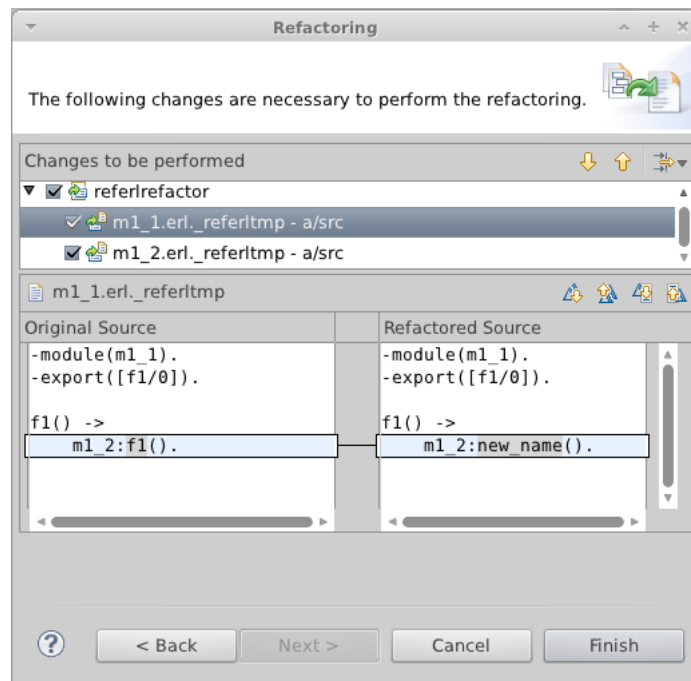 Refactoring
The following changes are necessary to perform the refactoring.
Changes to be performed
referlrefactor
m1_1.erl._referltmp - a/src
m1_2.erl._referltmp - a/src
m1_1.erl._referltmp
Original Source
Refactored Source
-module(m1_1).
-export([f1/0]).
f1() ->
m1_2:f1().
-module(m1_1).
-export([f1/0]).
f1() ->
m1_2:new_name().
?
< Back
Next >
Cancel
Finish